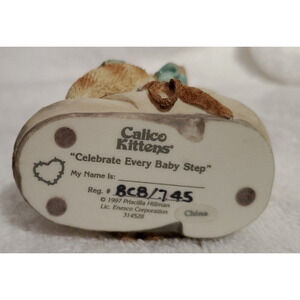 Calico
Kittens®
"Celebrate Every Baby Step"
My Name Is:
Reg. # 8CB/745
© 1997 Priscilla Hillman
Lic. Enesco Corporation
314528
China